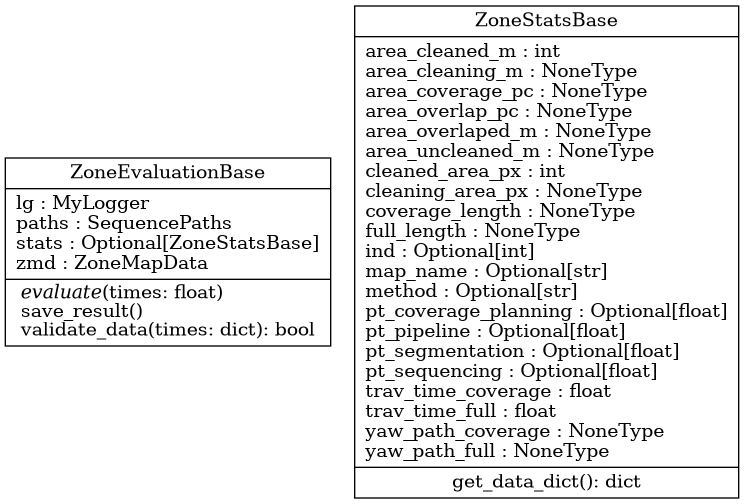 ZoneEvaluationBase
lg : MyLogger
paths : SequencePaths
stats : Optional[ZoneStatsBase]
zmd : ZoneMapData
evaluate(times: float)
save_result()
validate_data(times: dict): bool
ZoneStatsBase
area_cleaned_m : int
area_cleaning_m : NoneType
area_coverage_pc : NoneType
area_overlap_pc : NoneType
area_overlaped_m : NoneType
area_uncleaned_m : NoneType
cleaned_area_px : int
cleaning_area_px : NoneType
coverage_length : NoneType
full_length : NoneType
ind : Optional[int]
map_name : Optional[str]
method : Optional[str]
pt_coverage_planning : Optional[float]
pt_pipeline : Optional[float]
pt_segmentation : Optional[float]
pt_sequencing : Optional[float]
trav_time_coverage : float
trav_time_full : float
yaw_path_coverage : NoneType
yaw_path_full : NoneType
get_data_dict(): dict